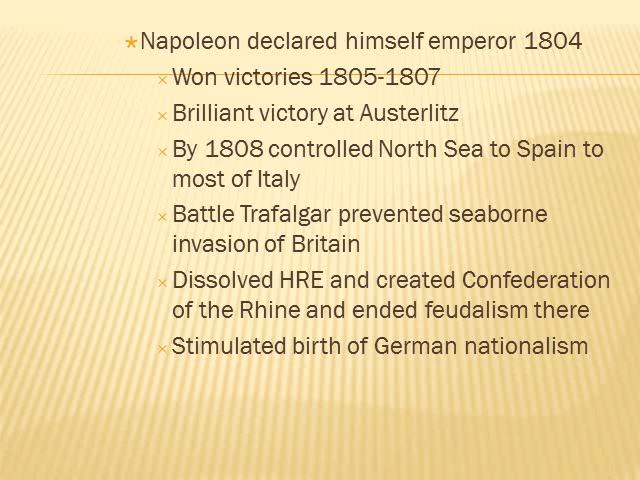 Napoleon declared himself emperor 1804
Won victories 1805-1807
Brilliant victory at Austerlitz
By 1808 controlled North Sea to Spain to
most of Italy
Battle Trafalgar prevented seaborne
invasion of Britain
Dissolved HRE and created Confederation
of the Rhine and ended feudalism there
Stimulated birth of German nationalism